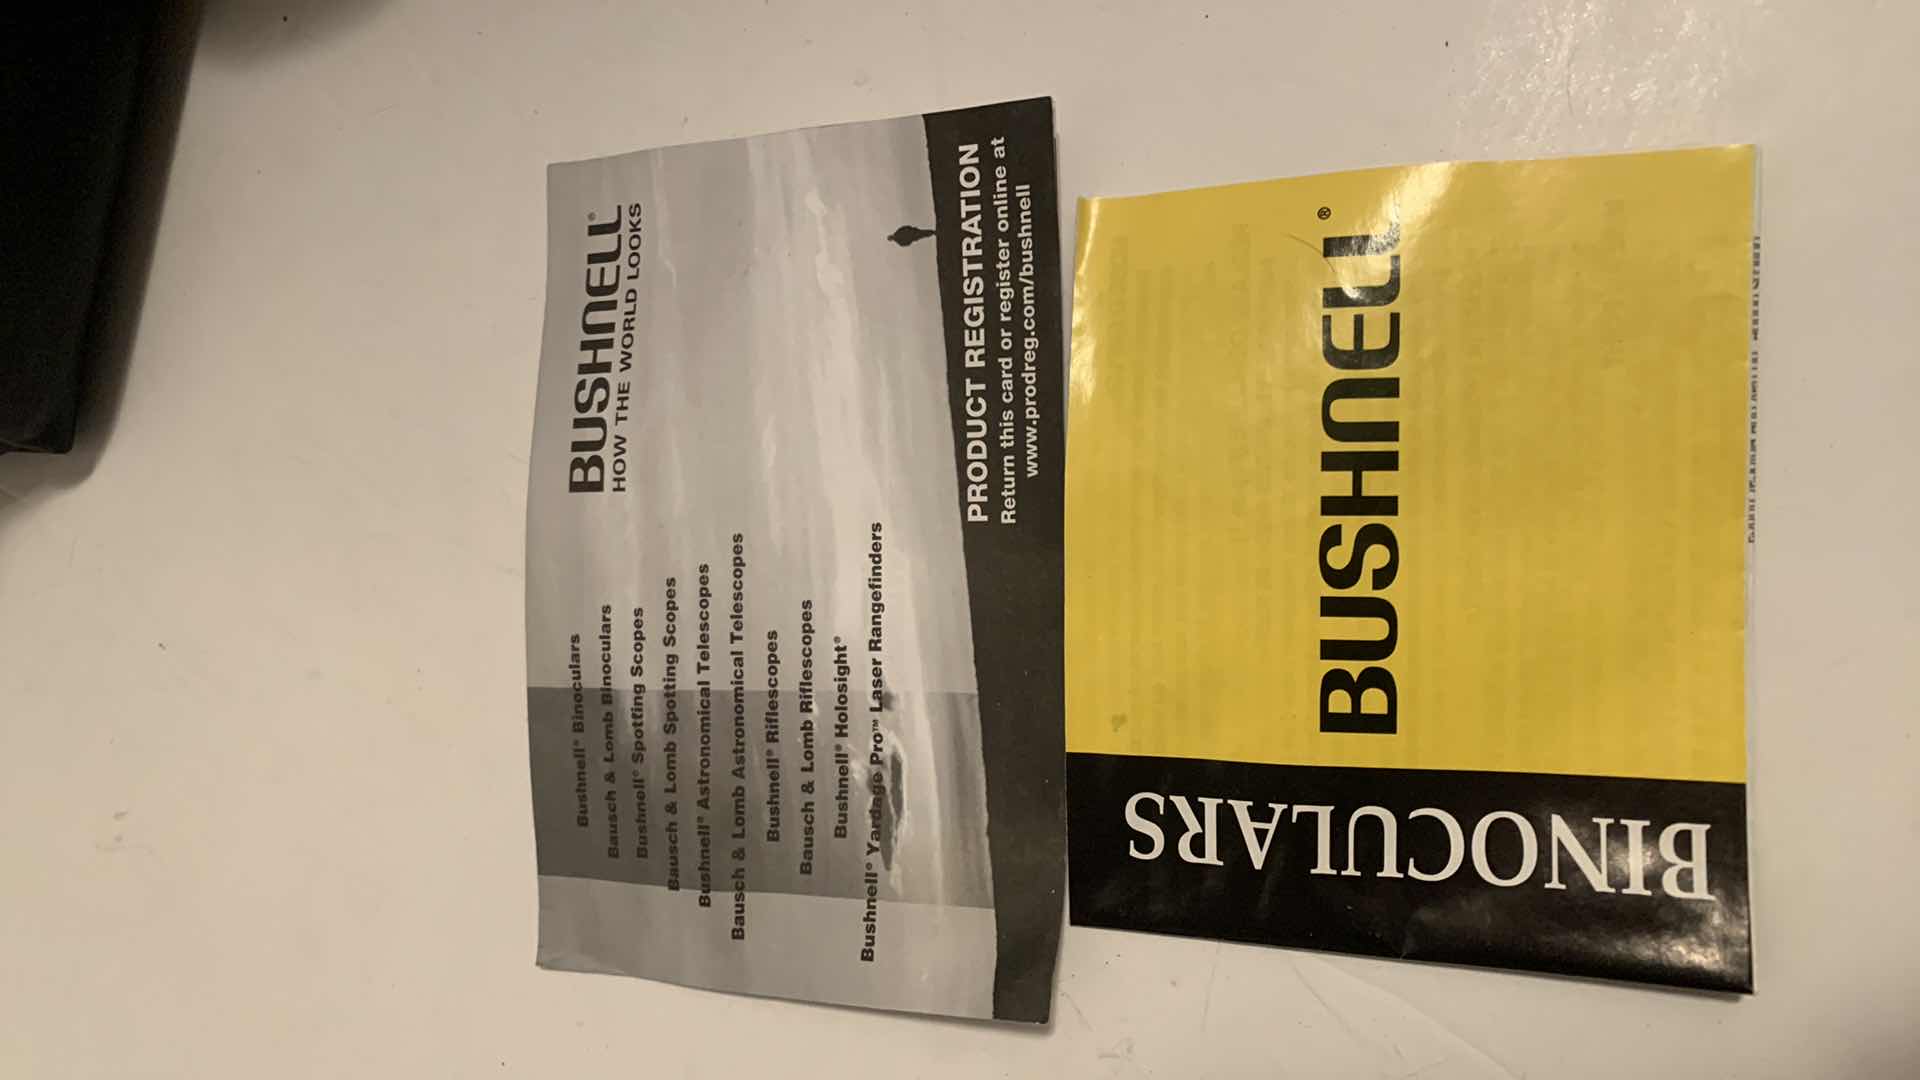 BUSHNELL®
HOW THE WORLD LOOKS
Bushnell® Binoculars
Bausch & Lomb Binoculars
Bushnell® Spotting Scopes
Bausch & Lomb Spotting Scopes
Bushnell® Astronomical Telescopes
Bausch & Lomb Astronomical Telescopes
Bushnell® Riflescopes
Bausch & Lomb Riflescopes
Bushnell® Holosight®
Bushnell® Yardage Pro™ Laser Rangefinders
PRODUCT REGISTRATION
Return this card or register online at
www.prodreg.com/bushnell
BINOCULARS
BUSHNELL®